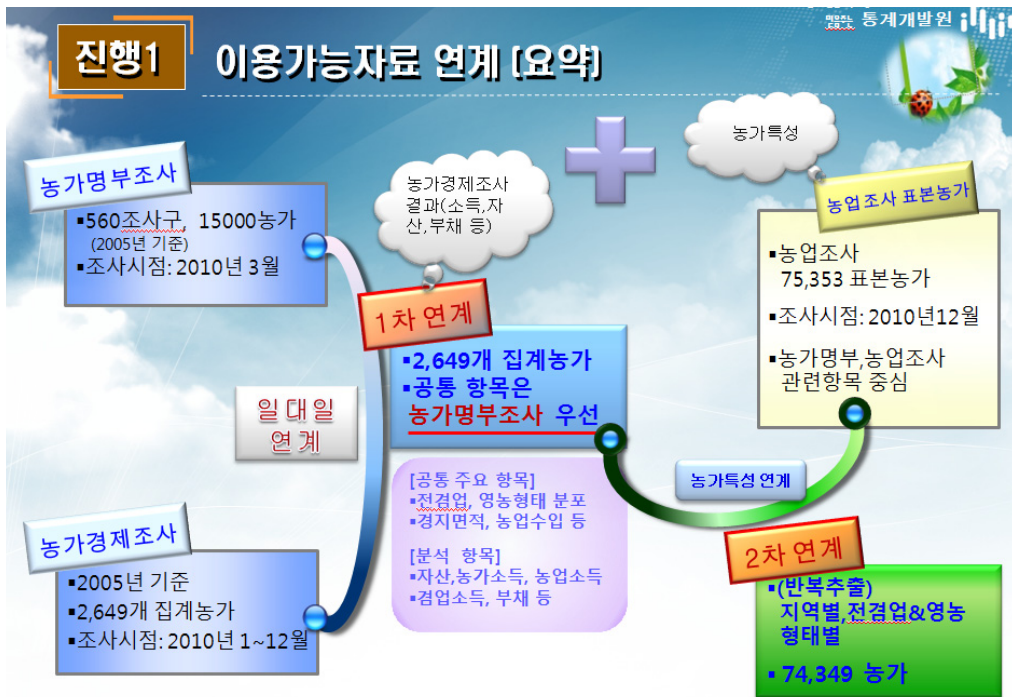 통계개발원
진행1
이용가능자료 연계 [요약]
농가명부조사
▪560조사구, 15000농가
(2005년 기준)
▪조사시점: 2010년 3월
농가경제조사
결과(소득,자
산,부채 등)
농가특성
농업조사 표본농가
▪농업조사
75,353 표본농가
▪조사시점: 2010년12월
▪농가명부,농업조사
관련항목 중심
1차 연계
▪2,649개 집계농가
▪공통 항목은
농가명부조사 우선
일대일
연계
[공통 주요 항목]
▪전겸업, 영농형태 분포
▪경지면적, 농업수입 등
[분석 항목]
▪자산,농가소득, 농업소득
▪겸업소득, 부채 등
농가특성 연계
농가경제조사
▪2005년 기준
▪2,649개 집계농가
▪조사시점: 2010년 1~12월
2차 연계
▪(반복추출)
지역별,전겸업&영농
형태별
▪74,349 농가